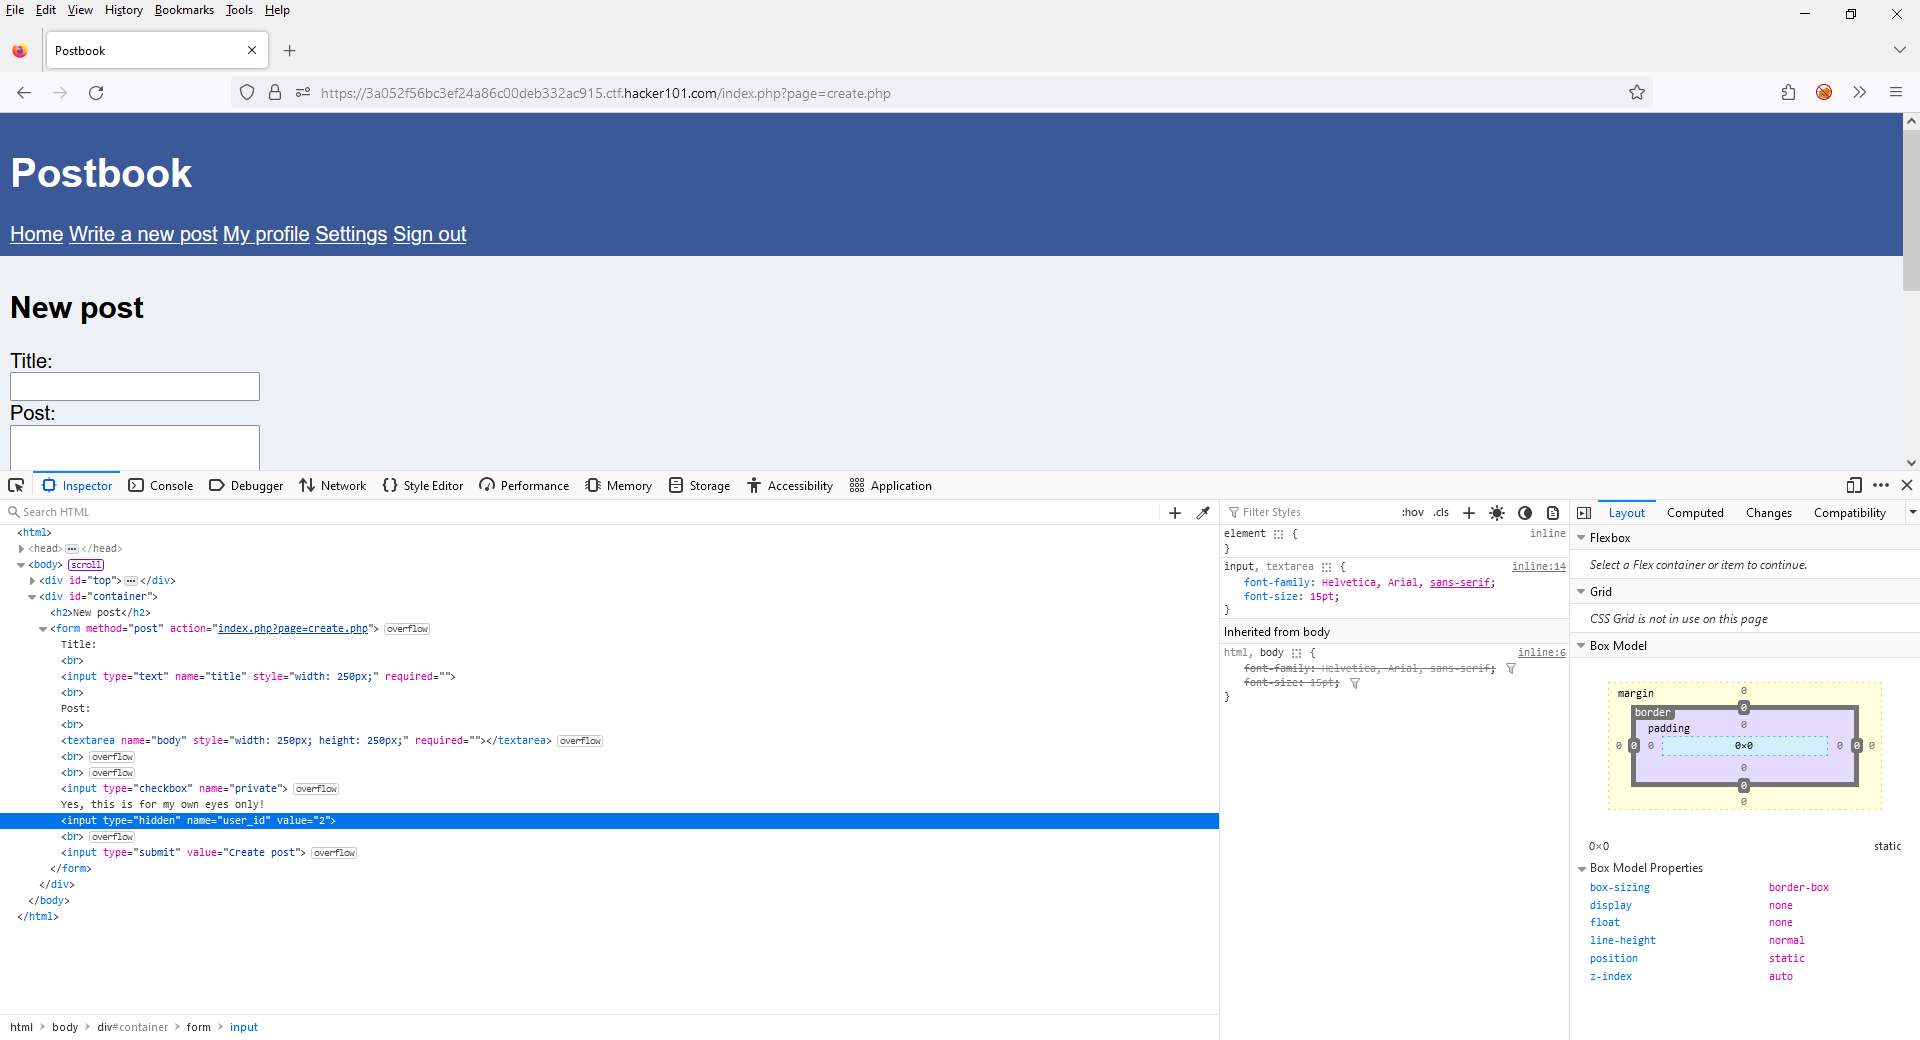 File Edit View History Bookmarks Tools Help
Postbook
https://3a052f56bc3ef24a86c00deb332ac915.ctf.hacker101.com/index.php?page=create.php
Postbook
Home Write a new post My profile Settings Sign out
New post
Title:
Post:
Inspector Console Debugger Network Style Editor Performance Memory Storage Accessibility Application
Search HTML
<html>
<head> </head>
<body> scroll
<div id="top"> </div>
<div id="container">
<h2>New post</h2>
<form method="post" action="index.php?page=create.php"> overflow
Title:
<br>
<input type="text" name="title" style="width: 250px;" required="">
<br>
Post:
<br>
<textarea name="body" style="width: 250px; height: 250px;" required=""></textarea> overflow
<br> overflow
<br> overflow
<input type="checkbox" name="private"> overflow
Yes, this is for my own eyes only!
<input type="hidden" name="user_id" value="2">
<br> overflow
<input type="submit" value="Create post"> overflow
</form>
</div>
</body>
</html>
html > body > div#container > form > input
Filter Styles :hov .cls
element { inline
}
input, textarea { inline:14
font-family: Helvetica, Arial, sans-serif;
font-size: 15pt;
}
Inherited from body
html, body { inline:6
font-family: Helvetica, Arial, sans-serif;
font-size: 15pt;
}
Layout Computed Changes Compatibility
Flexbox
Select a Flex container or item to continue.
Grid
CSS Grid is not in use on this page
Box Model
margin 0
border 0
padding 0
0 0 0 0×0 0 0 0
0
0
0
0×0 static
Box Model Properties
box-sizing border-box
display none
float none
line-height normal
position static
z-index auto